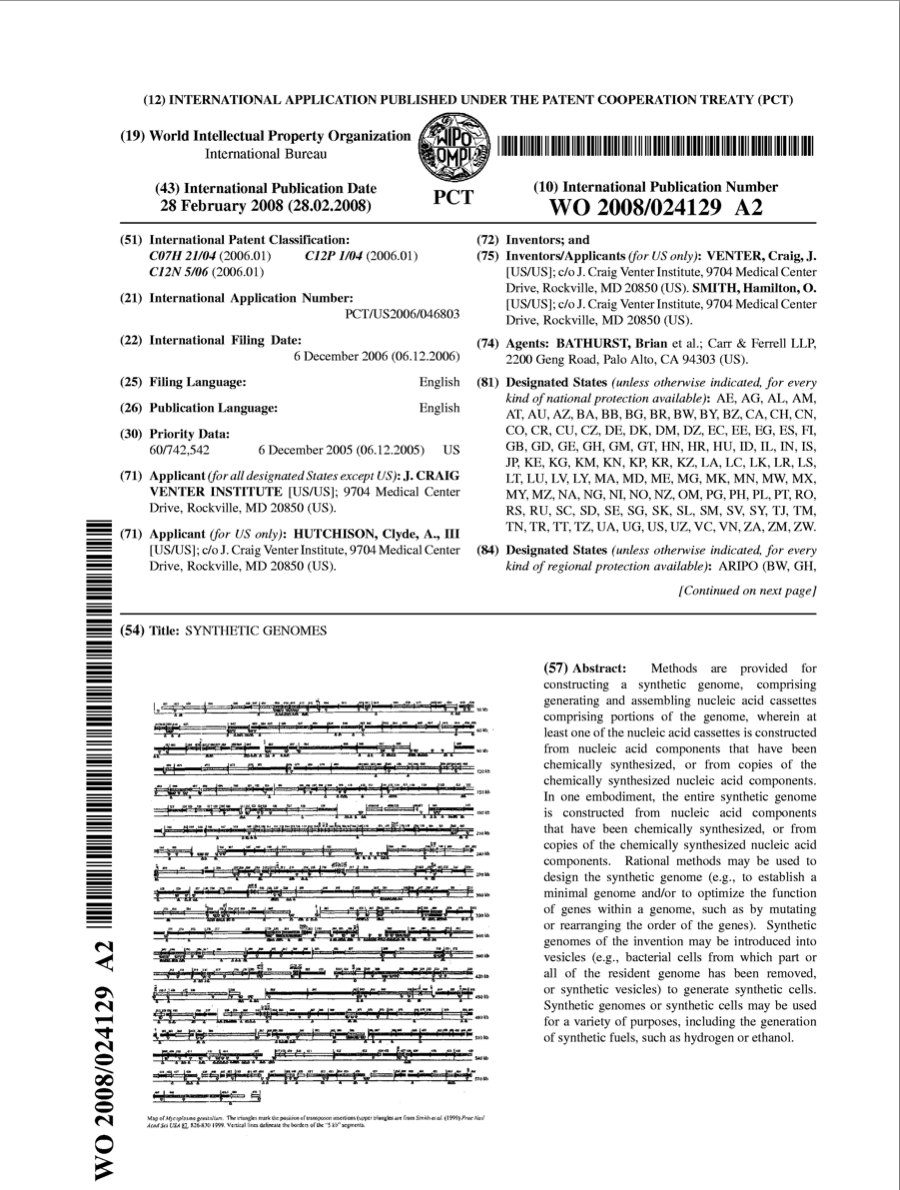 (12) INTERNATIONAL APPLICATION PUBLISHED UNDER THE PATENT COOPERATION TREATY (PCT)
(19) World Intellectual Property Organization
International Bureau
WIPO
OMPI
PCT
(43) International Publication Date
28 February 2008 (28.02.2008)
(10) International Publication Number
WO 2008/024129 A2
(51) International Patent Classification:
C07H 21/04 (2006.01) C12P 1/04 (2006.01)
C12N 5/06 (2006.01)
(21) International Application Number:
PCT/US2006/046803
(22) International Filing Date:
6 December 2006 (06.12.2006)
(25) Filing Language: English
(26) Publication Language: English
(30) Priority Data:
60/742,542 6 December 2005 (06.12.2005) US
(71) Applicant (for all designated States except US): J. CRAIG
VENTER INSTITUTE [US/US]; 9704 Medical Center
Drive, Rockville, MD 20850 (US).
(71) Applicant (for US only): HUTCHISON, Clyde, A., III
[US/US]; c/o J. Craig Venter Institute, 9704 Medical Center
Drive, Rockville, MD 20850 (US).
(72) Inventors; and
(75) Inventors/Applicants (for US only): VENTER, Craig, J.
[US/US]; c/o J. Craig Venter Institute, 9704 Medical Center
Drive, Rockville, MD 20850 (US). SMITH, Hamilton, O.
[US/US]; c/o J. Craig Venter Institute, 9704 Medical Center
Drive, Rockville, MD 20850 (US).
(74) Agents: BATHURST, Brian et al.; Carr & Ferrell LLP,
2200 Geng Road, Palo Alto, CA 94303 (US).
(81) Designated States (unless otherwise indicated, for every
kind of national protection available): AE, AG, AL, AM,
AT, AU, AZ, BA, BB, BG, BR, BW, BY, BZ, CA, CH, CN,
CO, CR, CU, CZ, DE, DK, DM, DZ, EC, EE, EG, ES, FI,
GB, GD, GE, GH, GM, GT, HN, HR, HU, ID, IL, IN, IS,
JP, KE, KG, KM, KN, KP, KR, KZ, LA, LC, LK, LR, LS,
LT, LU, LV, LY, MA, MD, ME, MG, MK, MN, MW, MX,
MY, MZ, NA, NG, NI, NO, NZ, OM, PG, PH, PL, PT, RO,
RS, RU, SC, SD, SE, SG, SK, SL, SM, SV, SY, TJ, TM,
TN, TR, TT, TZ, UA, UG, US, UZ, VC, VN, ZA, ZM, ZW.
(84) Designated States (unless otherwise indicated, for every
kind of regional protection available): ARIPO (BW, GH,
[Continued on next page]
(54) Title: SYNTHETIC GENOMES
(57) Abstract: Methods are provided for
constructing a synthetic genome, comprising
generating and assembling nucleic acid cassettes
comprising portions of the genome, wherein at
least one of the nucleic acid cassettes is constructed
from nucleic acid components that have been
chemically synthesized, or from copies of the
chemically synthesized nucleic acid components.
In one embodiment, the entire synthetic genome
is constructed from nucleic acid components
that have been chemically synthesized, or from
copies of the chemically synthesized nucleic acid
components. Rational methods may be used to
design the synthetic genome (e.g., to establish a
minimal genome and/or to optimize the function
of genes within a genome, such as by mutating
or rearranging the order of the genes). Synthetic
genomes of the invention may be introduced into
vesicles (e.g., bacterial cells from which part or
all of the resident genome has been removed,
or synthetic vesicles) to generate synthetic cells.
Synthetic genomes or synthetic cells may be used
for a variety of purposes, including the generation
of synthetic fuels, such as hydrogen or ethanol.
Map of Mycoplasma genitalium. The triangles mark the position of transposon insertions (upper triangles are from Smith et al. (1999) Proc Natl
Acad Sci USA 87, 826-830 1999. Vertical lines delineate the borders of the "5 kb" segments.
WO 2008/024129 A2